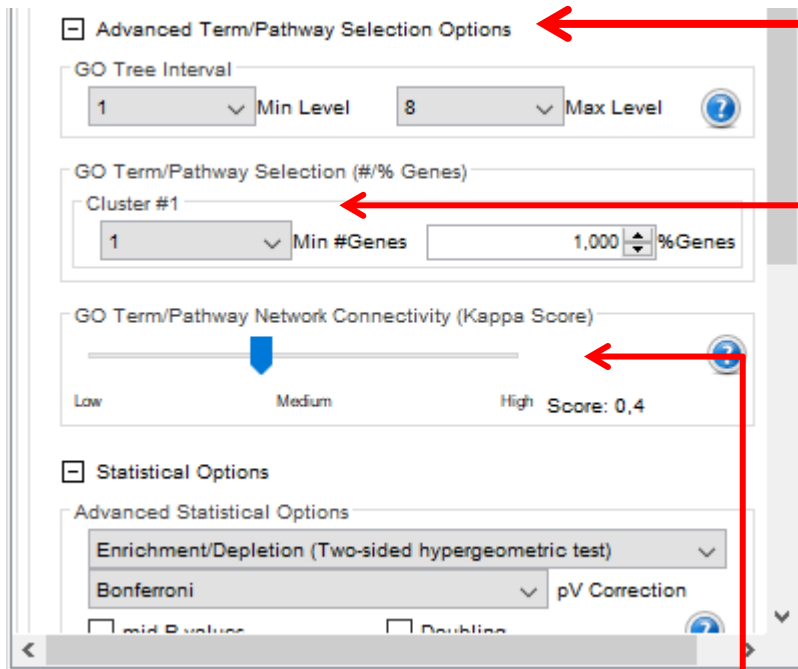 Advanced Term/Pathway Selection Options
GO Tree Interval
1 Min Level 8 Max Level ?
GO Term/Pathway Selection (#/% Genes)
Cluster #1
1 Min #Genes 1,000 %Genes
GO Term/Pathway Network Connectivity (Kappa Score)
?
Low Medium High Score: 0,4
Statistical Options
Advanced Statistical Options
Enrichment/Depletion (Two-sided hypergeometric test)
Bonferroni pV Correction
mid P values Doubling ?